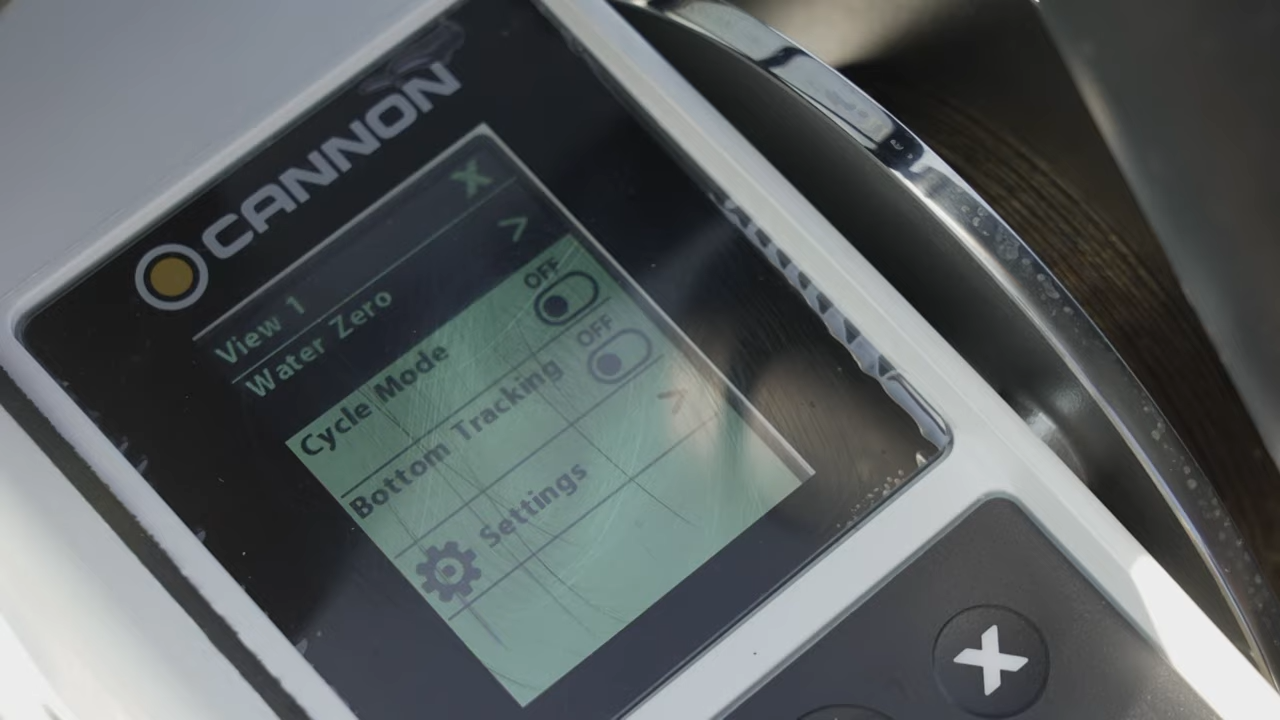 CANNON
View 1 X
Water Zero >
Cycle Mode OFF
Bottom Tracking OFF
Settings >
X